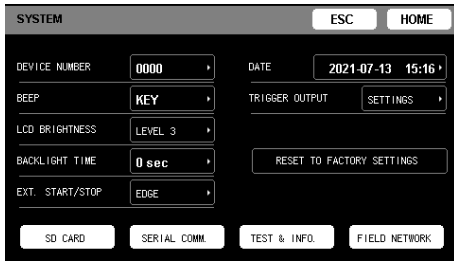 SYSTEM
ESC
HOME
DEVICE NUMBER
0000
DATE
2021-07-13 15:16
BEEP
KEY
TRIGGER OUTPUT
SETTINGS
LCD BRIGHTNESS
LEVEL 3
BACKLIGHT TIME
0 sec
RESET TO FACTORY SETTINGS
EXT. START/STOP
EDGE
SD CARD
SERIAL COMM.
TEST & INFO.
FIELD NETWORK